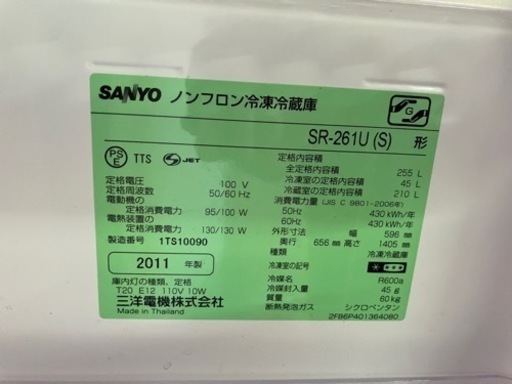 SANYO ノンフロン冷凍冷蔵庫
G
SR-261U (S) 形
PSE TTS S-JET
定格電圧 100 V
定格周波数 50/60 Hz
電動機の
定格消費電力 95/100 W
電熱装置の
定格消費電力 130/130 W
製造番号 1TS10090
2011 年製
庫内灯の種類、定格
T20 E12 110V 10W
三洋電機株式会社
Made in Thailand
定格内容積
全定格内容積 255 L
冷凍室の定格内容積 45 L
冷蔵室の定格内容積 210 L
消費電力量 (JIS C 9801-2006年)
50Hz 430 kWh/年
60Hz 430 kWh/年
外形寸法 幅 596 mm
奥行 656 mm 高さ 1405 mm
種類 冷凍冷蔵庫
冷凍室の記号
冷媒名 R600a
冷媒封入量 45 g
質量 60 kg
断熱発泡ガス シクロペンタン
2FB6P401364080